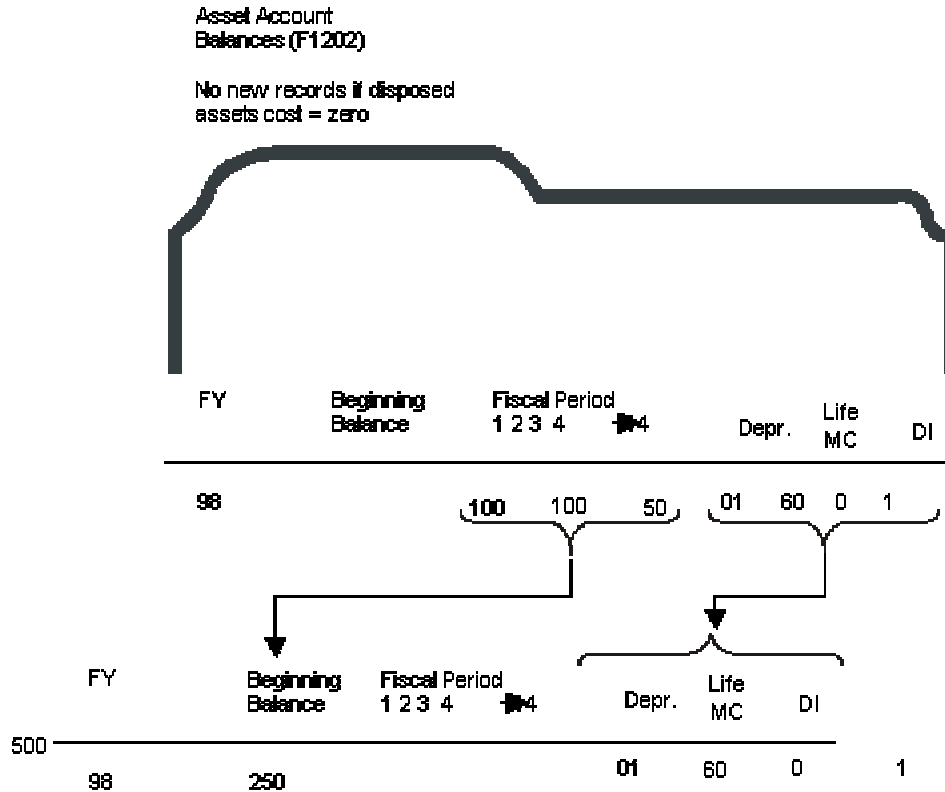 Asset Account
Balances (F1202)
No new records if disposed
assets cost = zero
FY Beginning Balance Fiscal Period Depr. Life MC DI
1 2 3 4 4
98 100 100 50 01 60 0 1
FY Beginning Balance Fiscal Period Depr. Life MC DI
1 2 3 4 4
500
98 250 01 60 0 1